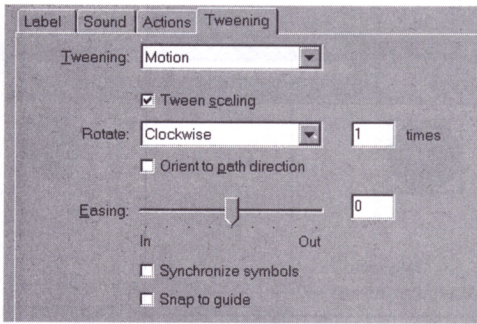 Label Sound Actions Tweening
Tweening: Motion
Tween scaling
Rotate: Clockwise 1 times
Orient to path direction
Easing: 0
In Out
Synchronize symbols
Snap to guide